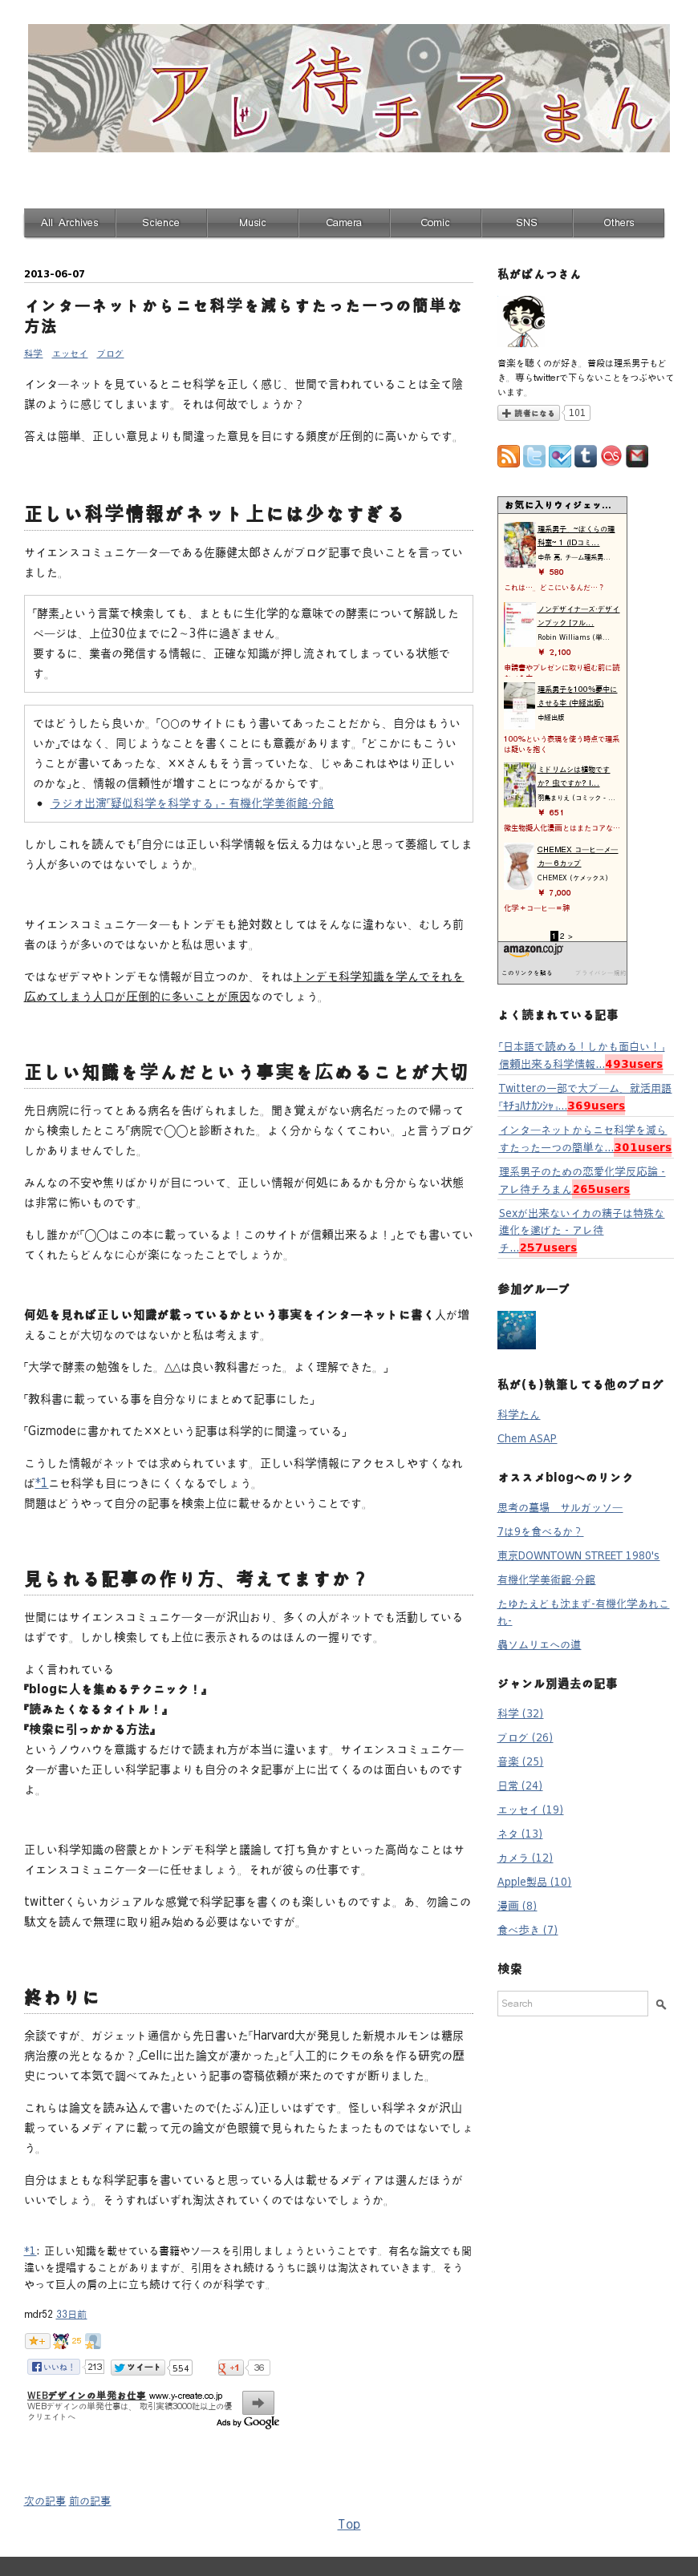 アレ待チろまん
All Archives
Science
Music
Camera
Comic
SNS
Others
2013-06-07
インターネットからニセ科学を減らすたった一つの簡単な
方法
科学 エッセイ ブログ
インターネットを見ているとニセ科学を正しく感じ、世間で言われていることは全て陰
謀のように感じてしまいます。それは何故でしょうか？
答えは簡単、正しい意見よりも間違った意見を目にする頻度が圧倒的に高いからです。
正しい科学情報がネット上には少なすぎる
サイエンスコミュニケーターである佐藤健太郎さんがブログ記事で良いことを言ってい
ました。
「酵素」という言葉で検索しても、まともに生化学的な意味での酵素について解説した
ページは、上位30位までに2~3件に過ぎません。
要するに、業者の発信する情報に、正確な知識が押し流されてしまっている状態で
す。
ではどうしたら良いか。「○○のサイトにもう書いてあったことだから、自分はもうい
いか」ではなく、同じようなことを書くことにも意義があります。「どこかにもこうい
うことが書いてあったな、××さんもそう言っていたな、じゃあこれはやはり正しい
のかな」と、情報の信頼性が増すことにつながるからです。
● ラジオ出演「疑似科学を科学する」 - 有機化学美術館・分館
しかしこれを読んでも「自分には正しい科学情報を伝える力はない」と思って萎縮してしま
う人が多いのではないでしょうか。
サイエンスコミュニケーターもトンデモも絶対数としてはそんなに違わない、むしろ前
者のほうが多いのではないかと私は思います。
ではなぜデマやトンデモな情報が目立つのか、それはトンデモ科学知識を学んでそれを
広めてしまう人口が圧倒的に多いことが原因なのでしょう。
正しい知識を学んだという事実を広めることが大切
先日病院に行ってとある病名を告げられました。聞き覚えがない病名だったので帰って
から検索したところ「病院で◯◯と診断された。よく分からなくてこわい。」と言うブログ
しかありませんでした。
みんなの不安や焦りばかりが目について、正しい情報が何処にあるのか分からない状態
は非常に怖いものです。
もし誰かが「◯◯はこの本に載っているよ！このサイトが信頼出来るよ！」とでも書いてい
てくれたらどんなに心が楽になったことでしょうか。
何処を見れば正しい知識が載っているかという事実をインターネットに書く人が増
えることが大切なのではないかと私は考えます。
「大学で酵素の勉強をした。△△は良い教科書だった。よく理解できた。」
「教科書に載っている事を自分なりにまとめて記事にした」
「Gizmodeに書かれてた××という記事は科学的に間違っている」
こうした情報がネットでは求められています。正しい科学情報にアクセスしやすくなれ
ば*1ニセ科学も目につきにくくなるでしょう。
問題はどうやって自分の記事を検索上位に載せるかということです。
見られる記事の作り方、考えてますか？
世間にはサイエンスコミュニケーターが沢山おり、多くの人がネットでも活動している
はずです。しかし検索しても上位に表示されるのはほんの一握りです。
よく言われている
『blogに人を集めるテクニック！』
『読みたくなるタイトル！』
『検索に引っかかる方法』
というノウハウを意識するだけで読まれ方が本当に違います。サイエンスコミュニケー
ターが書いた正しい科学記事よりも自分のネタ記事が上に出てくるのは面白いものです
よ。
正しい科学知識の啓蒙とかトンデモ科学と議論して打ち負かすといった高尚なことはサ
イエンスコミュニケーターに任せましょう。それが彼らの仕事です。
twitterくらいカジュアルな感覚で科学記事を書くのも楽しいものですよ。あ、勿論この
駄文を読んで無理に取り組み始める必要はないですが。
終わりに
余談ですが、ガジェット通信から先日書いた「Harvard大が発見した新規ホルモンは糖尿
病治療の光となるか？」Cellに出た論文が凄かった」と「人工的にクモの糸を作る研究の歴
史について本気で調べてみた」という記事の寄稿依頼が来たのですが断りました。
これらは論文を読み込んで書いたので(たぶん)正しいはずです。怪しい科学ネタが沢山
載っているメディアに載って元の論文が色眼鏡で見られたらたまったものではないでしょ
う。
自分はまともな科学記事を書いていると思っている人は載せるメディアは選んだほうが
いいでしょう。そうすればいずれ淘汰されていくのではないでしょうか。
*1: 正しい知識を載せている書籍やソースを引用しましょうということです。有名な論文でも間
違いを提唱することがありますが、引用をされ続けるうちに誤りは淘汰されていきます。そう
やって巨人の肩の上に立ち続けて行くのが科学です。
mdr52 33日前
25
いいね！ 213 ツイート 554 +1 36
WEBデザインの単発お仕事 www.y-create.co.jp
WEBデザインの単発仕事は、 取引実績3000社以上の優
クリエイトへ
Ads by Google
次の記事 前の記事
Top
私がぱんつさん
音楽を聴くのが好き。普段は理系男子もど
き。専らtwitterで下らないことをつぶやいて
います。
読者になる 101
お気に入りウィジェッ...
理系男子 ~ぼくらの理
科室~ 1 (IDコミ...
￥ 580
これは…、どこにいるんだ…？
ノンデザイナーズ・デザイ
ンブック [フル...
Robin Williams (単...
￥ 2,100
申請書やプレゼンに取り組む前に読
理系男子を100%夢中に
させる本 (中経出版)
中経出版
100%という表現を使う時点で理系
は疑いを抱く
ミドリムシは植物です
か? 虫ですか? I...
羽鳥まりえ (コミック - ...
￥ 651
微生物擬人化漫画とはまたコアな…
CHEMEX コーヒーメー
カー 6カップ
CHEMEX (ケメックス)
￥ 7,000
化学＋コーヒー＝神
1 2 >
amazon.co.jp
このリンクを貼る プライバシー規約
よく読まれている記事
「日本語で読める！しかも面白い！」
信頼出来る科学情報...493users
Twitterの一部で大ブーム、就活用語
「ｷﾁｮﾊﾅｶﾝｼｬ」...369users
インターネットからニセ科学を減ら
すたった一つの簡単な...301users
理系男子のための恋愛化学反応論 -
アレ待チろまん265users
Sexが出来ないイカの精子は特殊な
進化を遂げた - アレ待
チ...257users
参加グループ
私が(も)執筆してる他のブログ
科学たん
Chem ASAP
オススメblogへのリンク
思考の墓場 サルガッソー
7は9を食べるか？
東京DOWNTOWN STREET 1980's
有機化学美術館・分館
たゆたえども沈まず-有機化学あれこ
れ-
蟲ソムリエへの道
ジャンル別過去の記事
科学 (32)
ブログ (26)
音楽 (25)
日常 (24)
エッセイ (19)
ネタ (13)
カメラ (12)
Apple製品 (10)
漫画 (8)
食べ歩き (7)
検索
Search